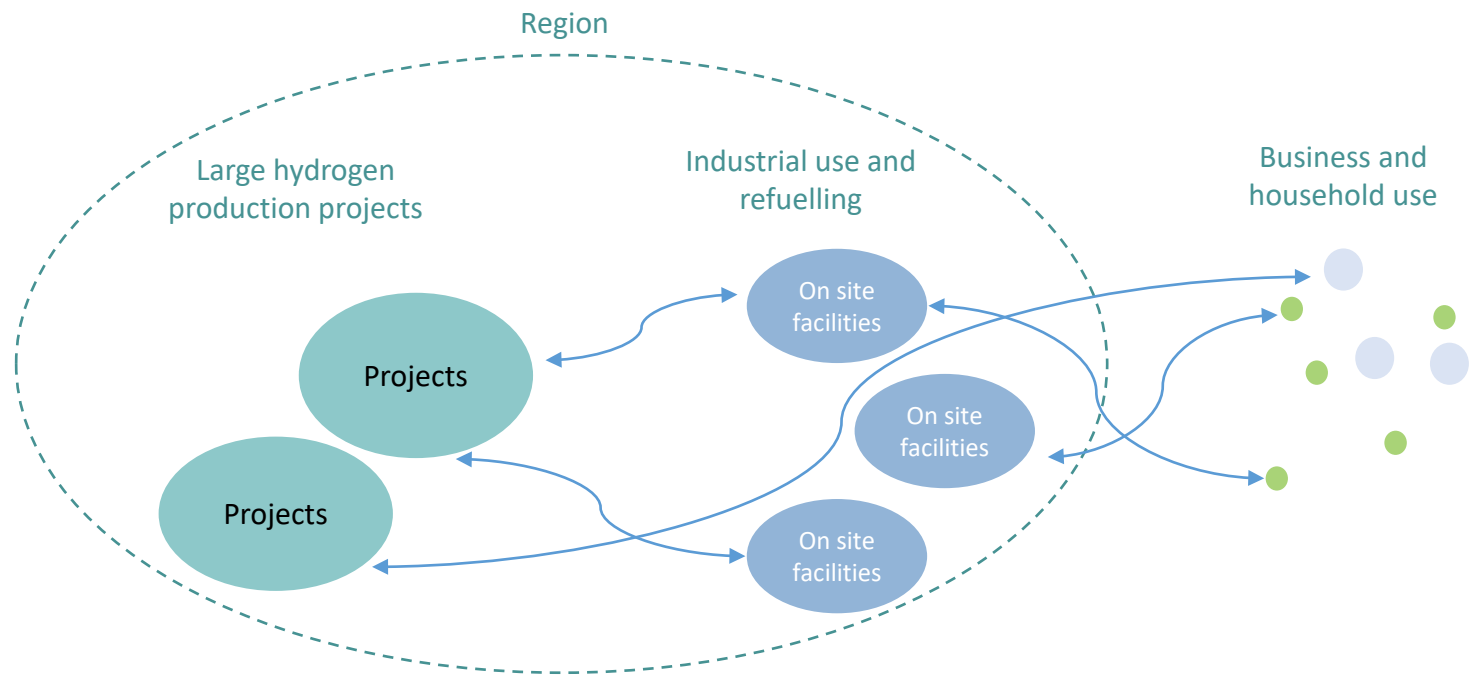 Region
Large hydrogen
production projects
Industrial use and
refuelling
Business and
household use
On site
facilities
Projects
On site
facilities
Projects
On site
facilities